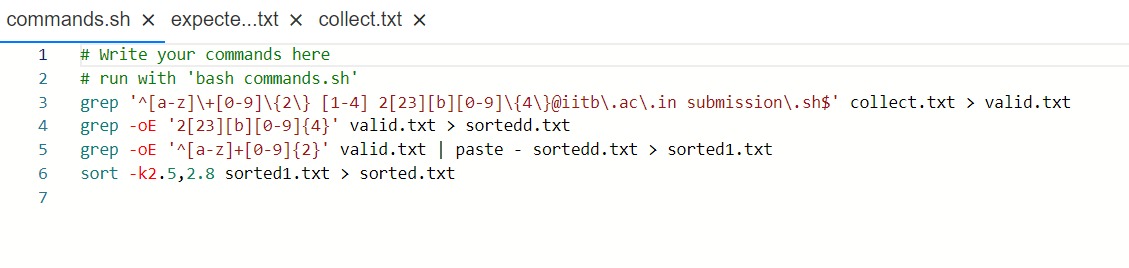 commands.sh × expecte...txt × collect.txt ×
1 # Write your commands here
2 # run with 'bash commands.sh'
3 grep '^[a-z]\+[0-9]\{2\} [1-4] 2[23][b][0-9]\{4\}@iitb\.ac\.in submission\.sh$' collect.txt > valid.txt
4 grep -oE '2[23][b][0-9]{4}' valid.txt > sortedd.txt
5 grep -oE '^[a-z]+[0-9]{2}' valid.txt | paste - sortedd.txt > sorted1.txt
6 sort -k2.5,2.8 sorted1.txt > sorted.txt
7